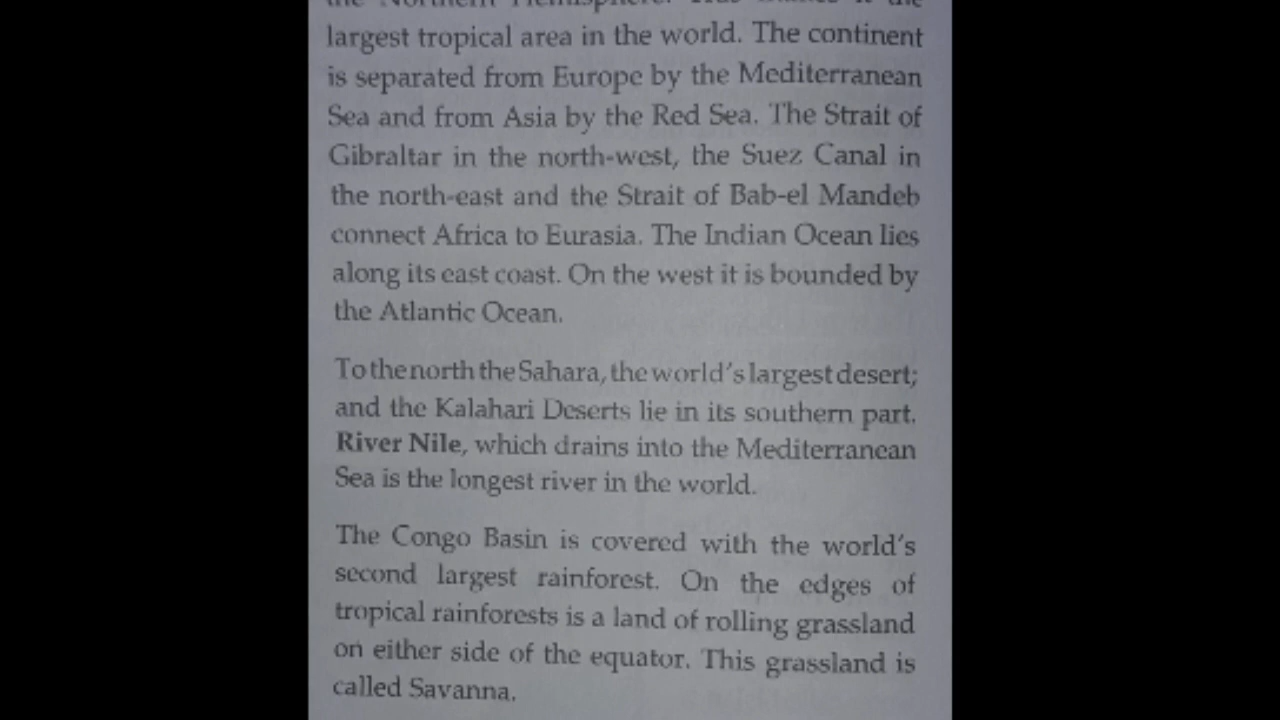 the Northern Hemisphere. This makes it the
largest tropical area in the world. The continent
is separated from Europe by the Mediterranean
Sea and from Asia by the Red Sea. The Strait of
Gibraltar in the north-west, the Suez Canal in
the north-east and the Strait of Bab-el Mandeb
connect Africa to Eurasia. The Indian Ocean lies
along its east coast. On the west it is bounded by
the Atlantic Ocean.
To the north the Sahara, the world's largest desert;
and the Kalahari Deserts lie in its southern part.
River Nile, which drains into the Mediterranean
Sea is the longest river in the world.
The Congo Basin is covered with the world's
second largest rainforest. On the edges of
tropical rainforests is a land of rolling grassland
on either side of the equator. This grassland is
called Savanna.